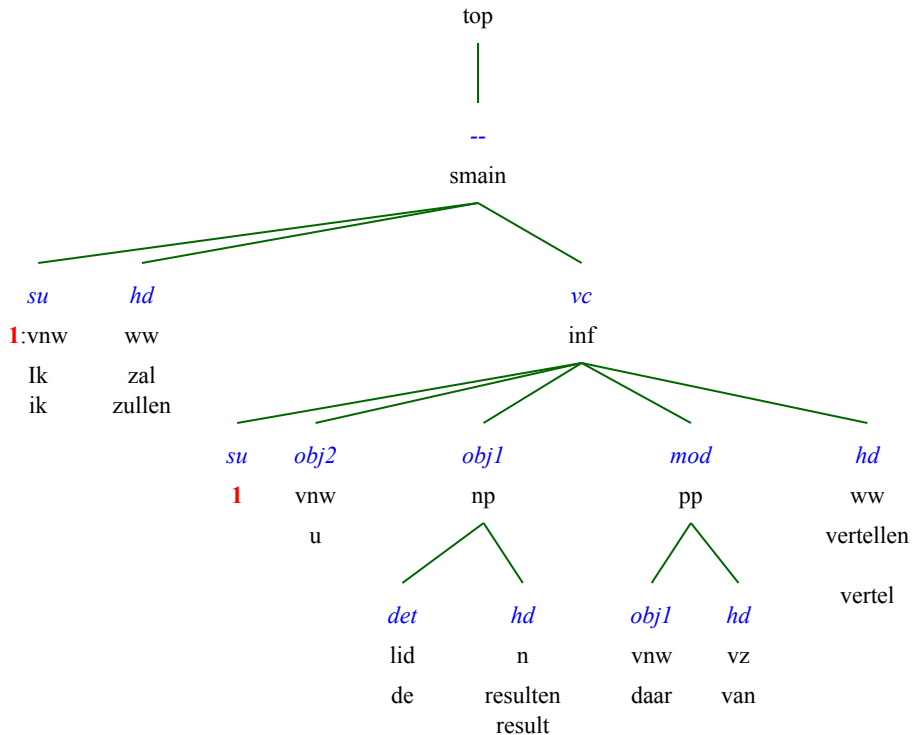 top
--
smain
su hd vc
1:vnw ww inf
Ik zal
ik zullen
su obj2 obj1 mod hd
1 vnw np pp ww
u vertellen
vertel
det hd obj1 hd
lid n vnw vz
de resulten daar van
result